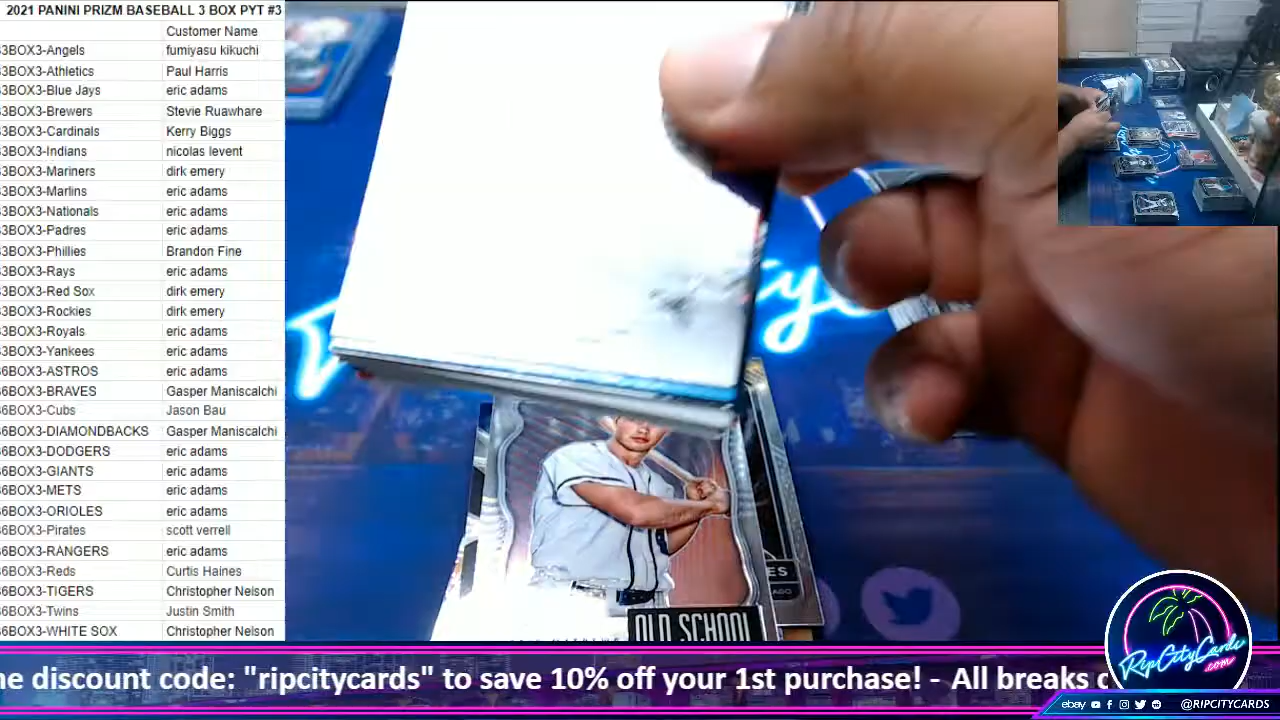 2021 PANINI PRIZM BASEBALL 3 BOX PYT #3
Customer Name
3BOX3-Angels fumiyasu kikuchi
3BOX3-Athletics Paul Harris
3BOX3-Blue Jays eric adams
3BOX3-Brewers Stevie Ruawhare
3BOX3-Cardinals Kerry Biggs
3BOX3-Indians nicolas levent
3BOX3-Mariners dirk emery
3BOX3-Marlins eric adams
3BOX3-Nationals eric adams
3BOX3-Padres eric adams
3BOX3-Phillies Brandon Fine
3BOX3-Rays eric adams
3BOX3-Red Sox dirk emery
3BOX3-Rockies dirk emery
3BOX3-Royals eric adams
3BOX3-Yankees eric adams
6BOX3-ASTROS eric adams
6BOX3-BRAVES Gasper Maniscalchi
6BOX3-Cubs Jason Bau
6BOX3-DIAMONDBACKS Gasper Maniscalchi
6BOX3-DODGERS eric adams
6BOX3-GIANTS eric adams
6BOX3-METS eric adams
6BOX3-ORIOLES eric adams
6BOX3-Pirates scott verrell
6BOX3-RANGERS eric adams
6BOX3-Reds Curtis Haines
6BOX3-TIGERS Christopher Nelson
6BOX3-Twins Justin Smith
6BOX3-WHITE SOX Christopher Nelson
ES
AGO
OLD SCHOOL
ne discount code: "ripcitycards" to save 10% off your 1st purchase! - All breaks
RipCityCards
.com
ebay @RIPCITYCARDS